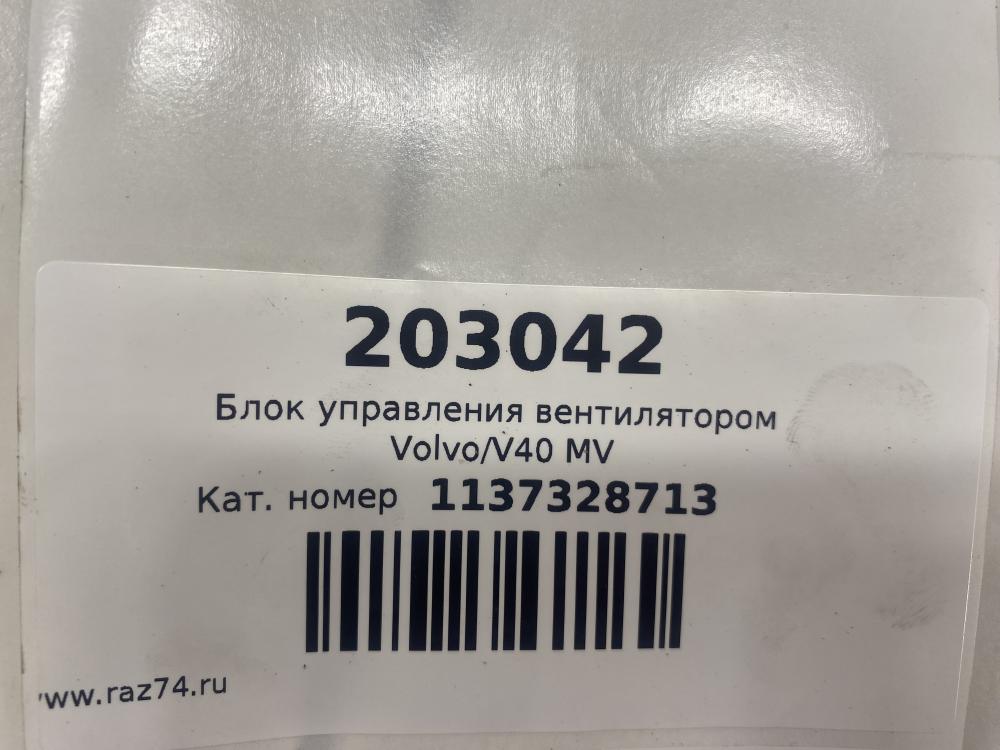 203042
Блок управления вентилятором
Volvo/V40 MV
Кат. номер 1137328713
www.raz74.ru